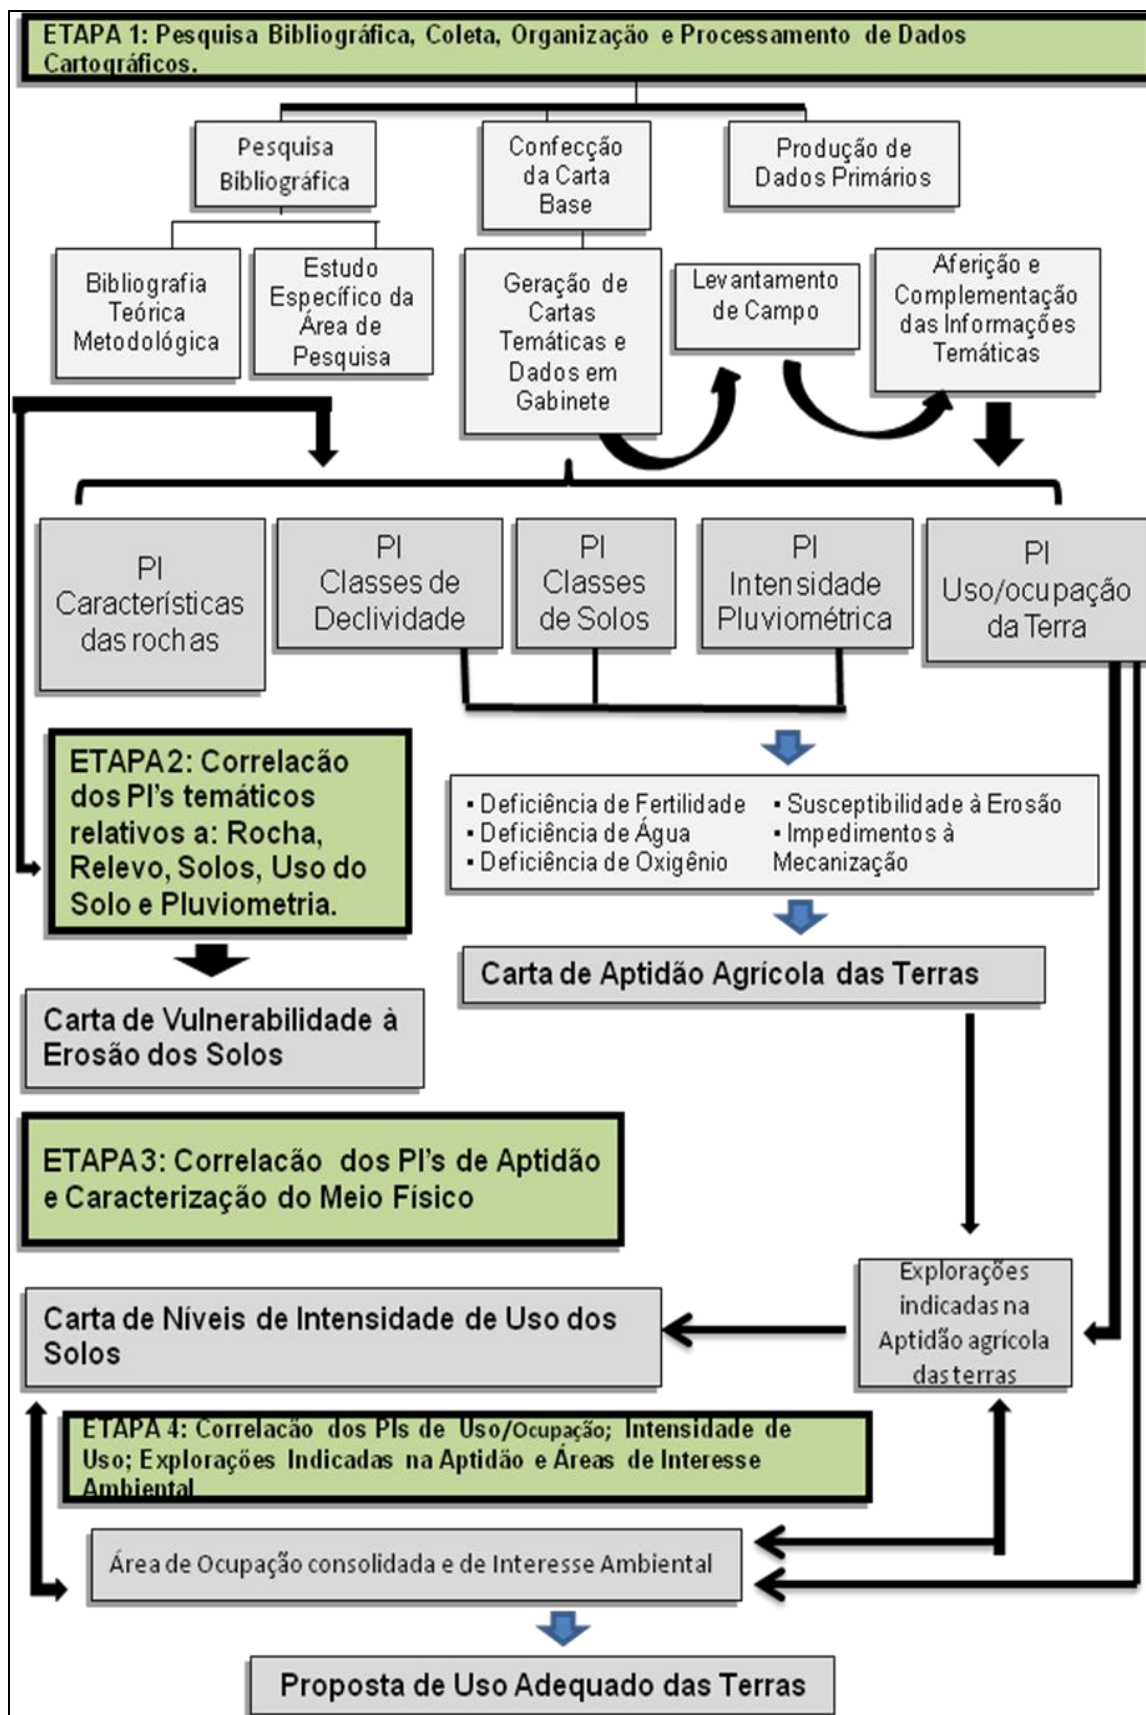 ETAPA 1: Pesquisa Bibliográfica, Coleta, Organização e Processamento de Dados
Cartográficos.
Pesquisa
Bibliográfica
Confecção
da Carta
Base
Produção de
Dados Primários
Bibliografia
Teórica
Metodológica
Estudo
Específico da
Área de
Pesquisa
Geração de
Cartas
Temáticas e
Dados em
Gabinete
Levantamento
de Campo
Aferição e
Complementação
das Informações
Temáticas
PI
Características
das rochas
PI
Classes de
Declividade
PI
Classes
de Solos
PI
Intensidade
Pluviométrica
PI
Uso/ocupação
da Terra
ETAPA2: Correlacão
dos PI's temáticos
relativos a: Rocha,
Relevo, Solos, Uso do
Solo e Pluviometria.
▪ Deficiência de Fertilidade
▪ Deficiência de Água
▪ Deficiência de Oxigênio
▪ Susceptibilidade à Erosão
▪ Impedimentos à
Mecanização
Carta de Aptidão Agrícola das Terras
Carta de Vulnerabilidade à
Erosão dos Solos
ETAPA3: Correlacão dos PI's de Aptidão
e Caracterização do Meio Físico
Explorações
indicadas na
Aptidão agrícola
das terras
Carta de Níveis de Intensidade de Uso dos
Solos
ETAPA 4: Correlacão dos PIs de Uso/Ocupação; Intensidade de
Uso; Explorações Indicadas na Aptidão e Áreas de Interesse
Ambiental
Área de Ocupação consolidada e de Interesse Ambiental
Proposta de Uso Adequado das Terras